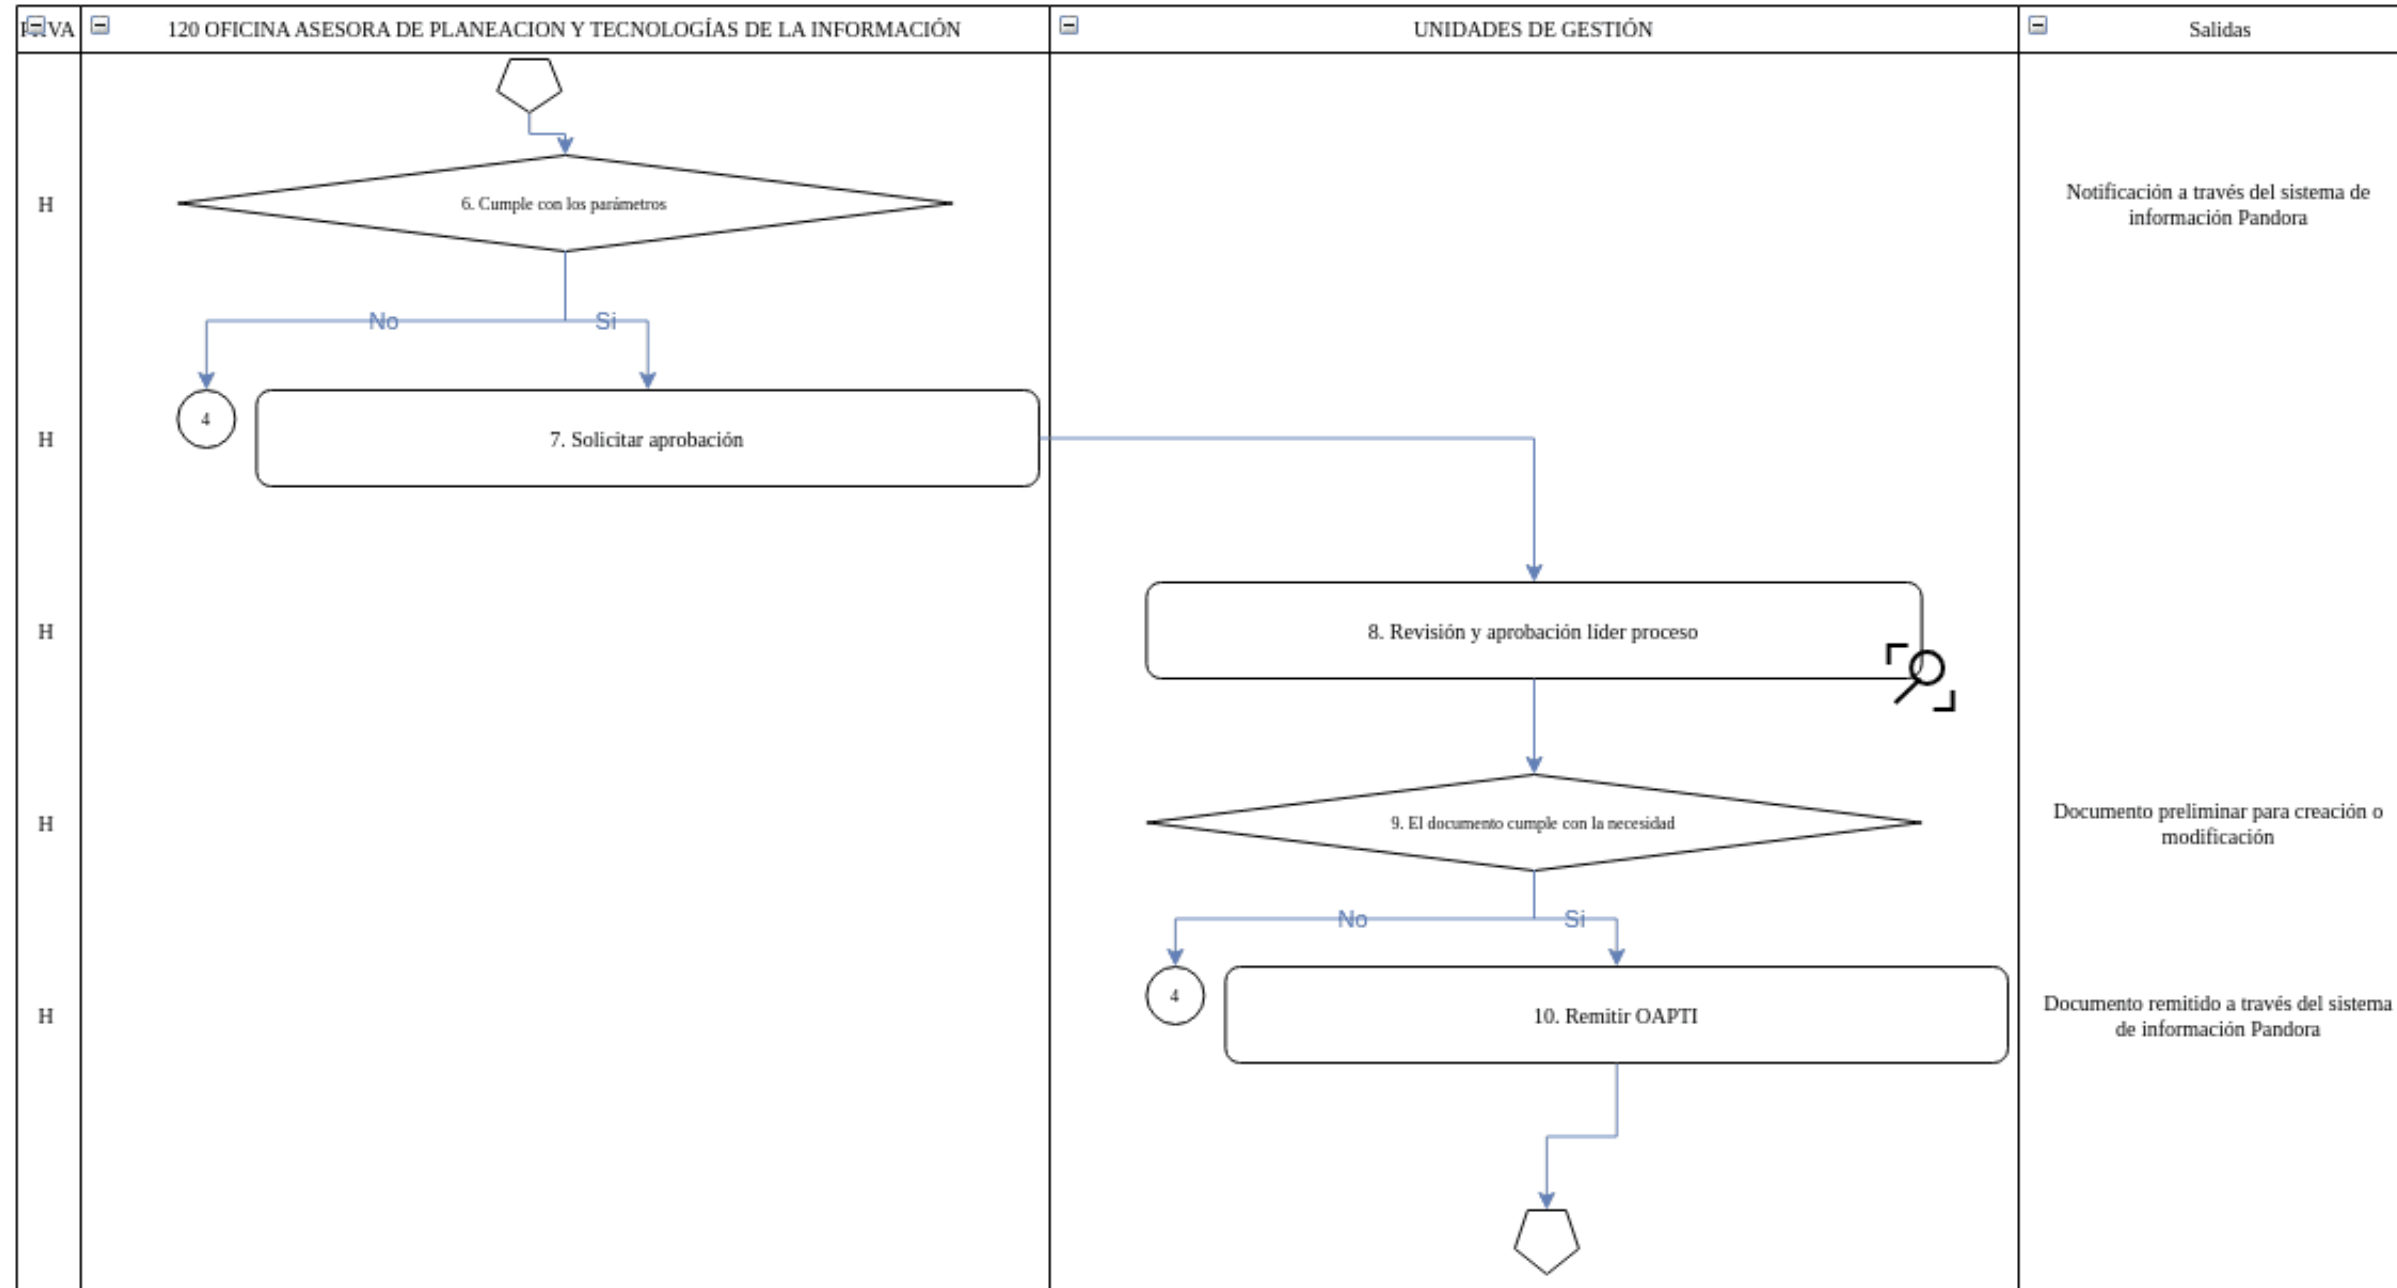 120 OFICINA ASESORA DE PLANEACION Y TECNOLOGÍAS DE LA INFORMACIÓN
UNIDADES DE GESTIÓN
Salidas
H
6. Cumple con los parámetros
Notificación a través del sistema de
información Pandora
No
Si
H
4
7. Solicitar aprobación
H
8. Revisión y aprobación líder proceso
H
9. El documento cumple con la necesidad
Documento preliminar para creación o
modificación
No
Si
H
4
10. Remitir OAPTI
Documento remitido a través del sistema
de información Pandora